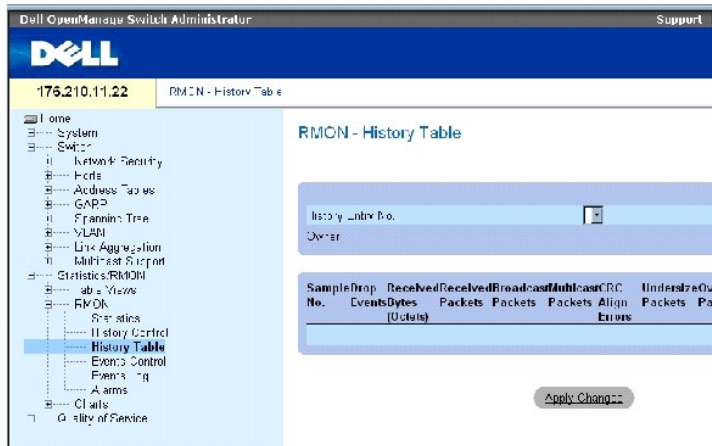 Dell OpenManage Switch Administrator
Support
DELL
176.210.11.22
RMON - History Table
Home
System
Switch
Network Security
Ports
Address Tables
GARP
Spanning Tree
VLAN
Link Aggregation
Multicast Support
Statistics/RMON
Table Views
RMON
Statistics
History Control
History Table
Events Control
Events Log
Alarms
Charts
Quality of Service
RMON - History Table
History Entry No.
Owner
Sample No.
Drop Events
Received Bytes (Octets)
Received Packets
Broadcast Packets
Multicast Packets
CRC Align Errors
Undersize Packets
Ov
Pa
Apply Changes